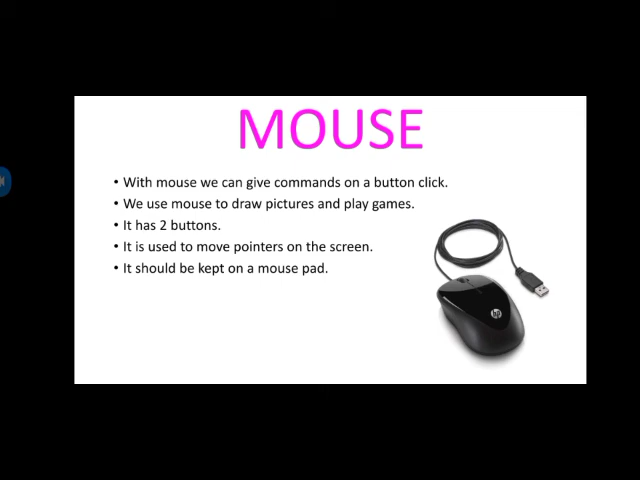 MOUSE
• With mouse we can give commands on a button click.
• We use mouse to draw pictures and play games.
• It has 2 buttons.
• It is used to move pointers on the screen.
• It should be kept on a mouse pad.
hp